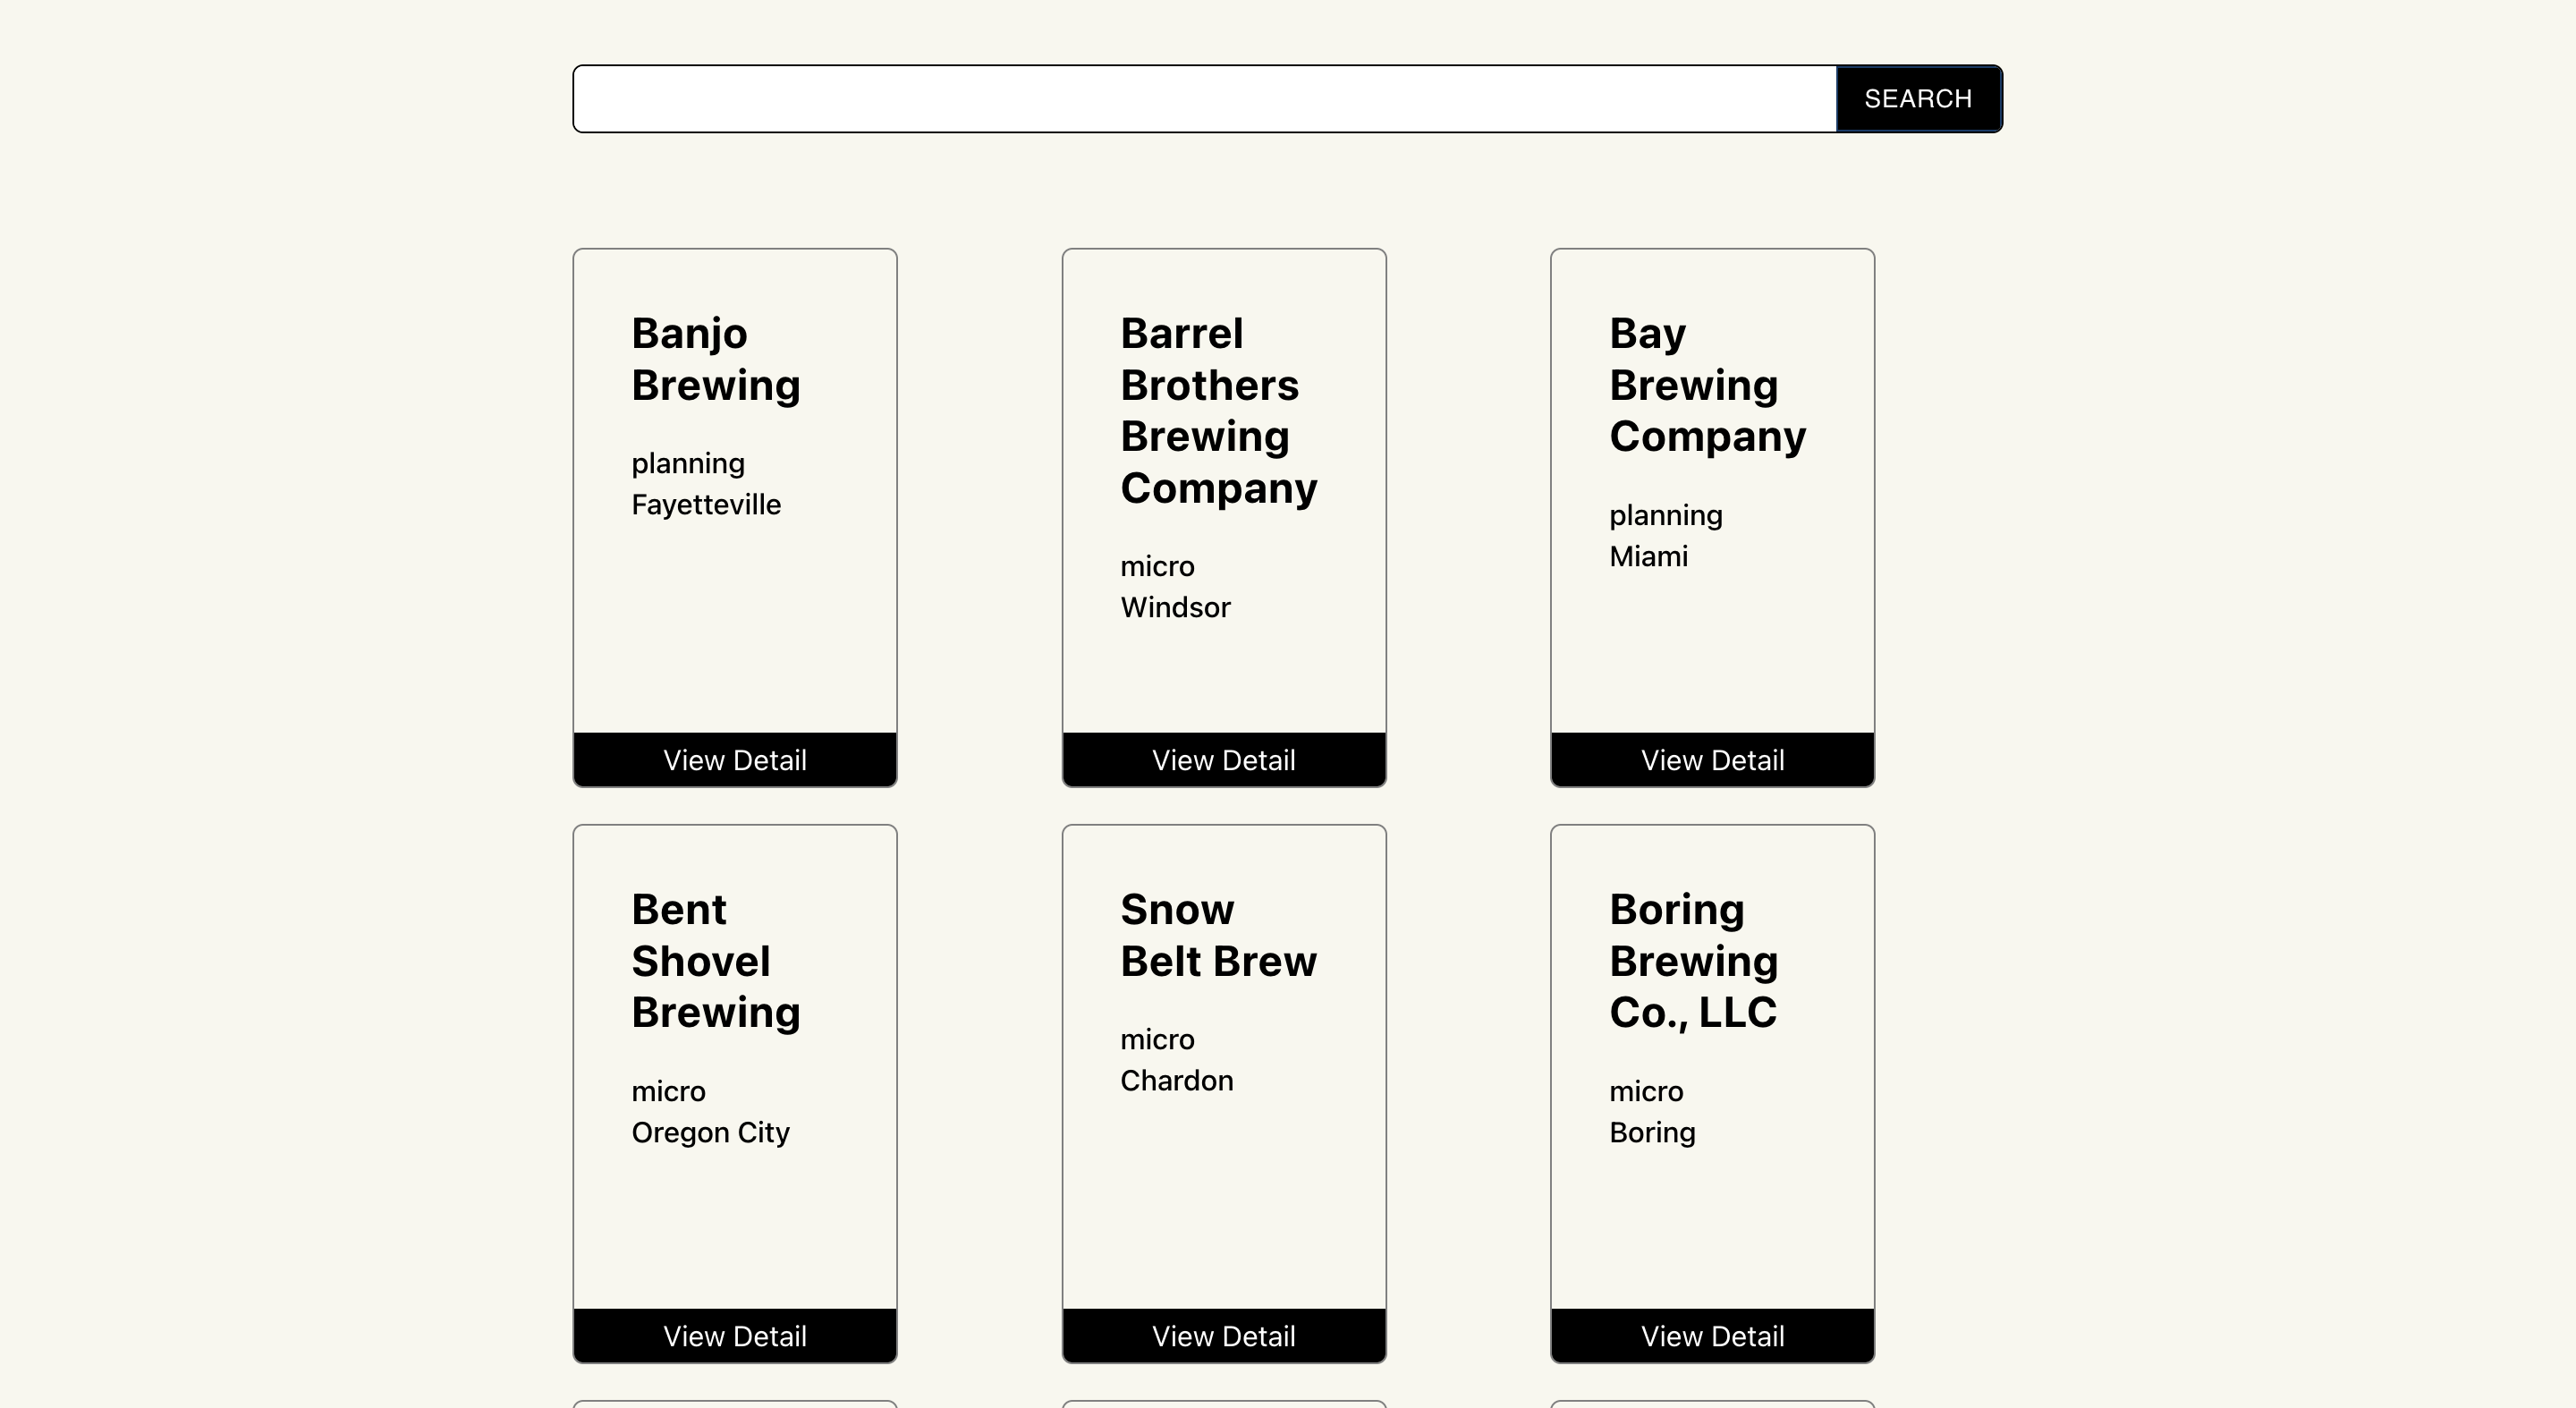 SEARCH
Banjo
Brewing
planning
Fayetteville
View Detail
Barrel
Brothers
Brewing
Company
micro
Windsor
View Detail
Bay
Brewing
Company
planning
Miami
View Detail
Bent
Shovel
Brewing
micro
Oregon City
View Detail
Snow
Belt Brew
micro
Chardon
View Detail
Boring
Brewing
Co., LLC
micro
Boring
View Detail